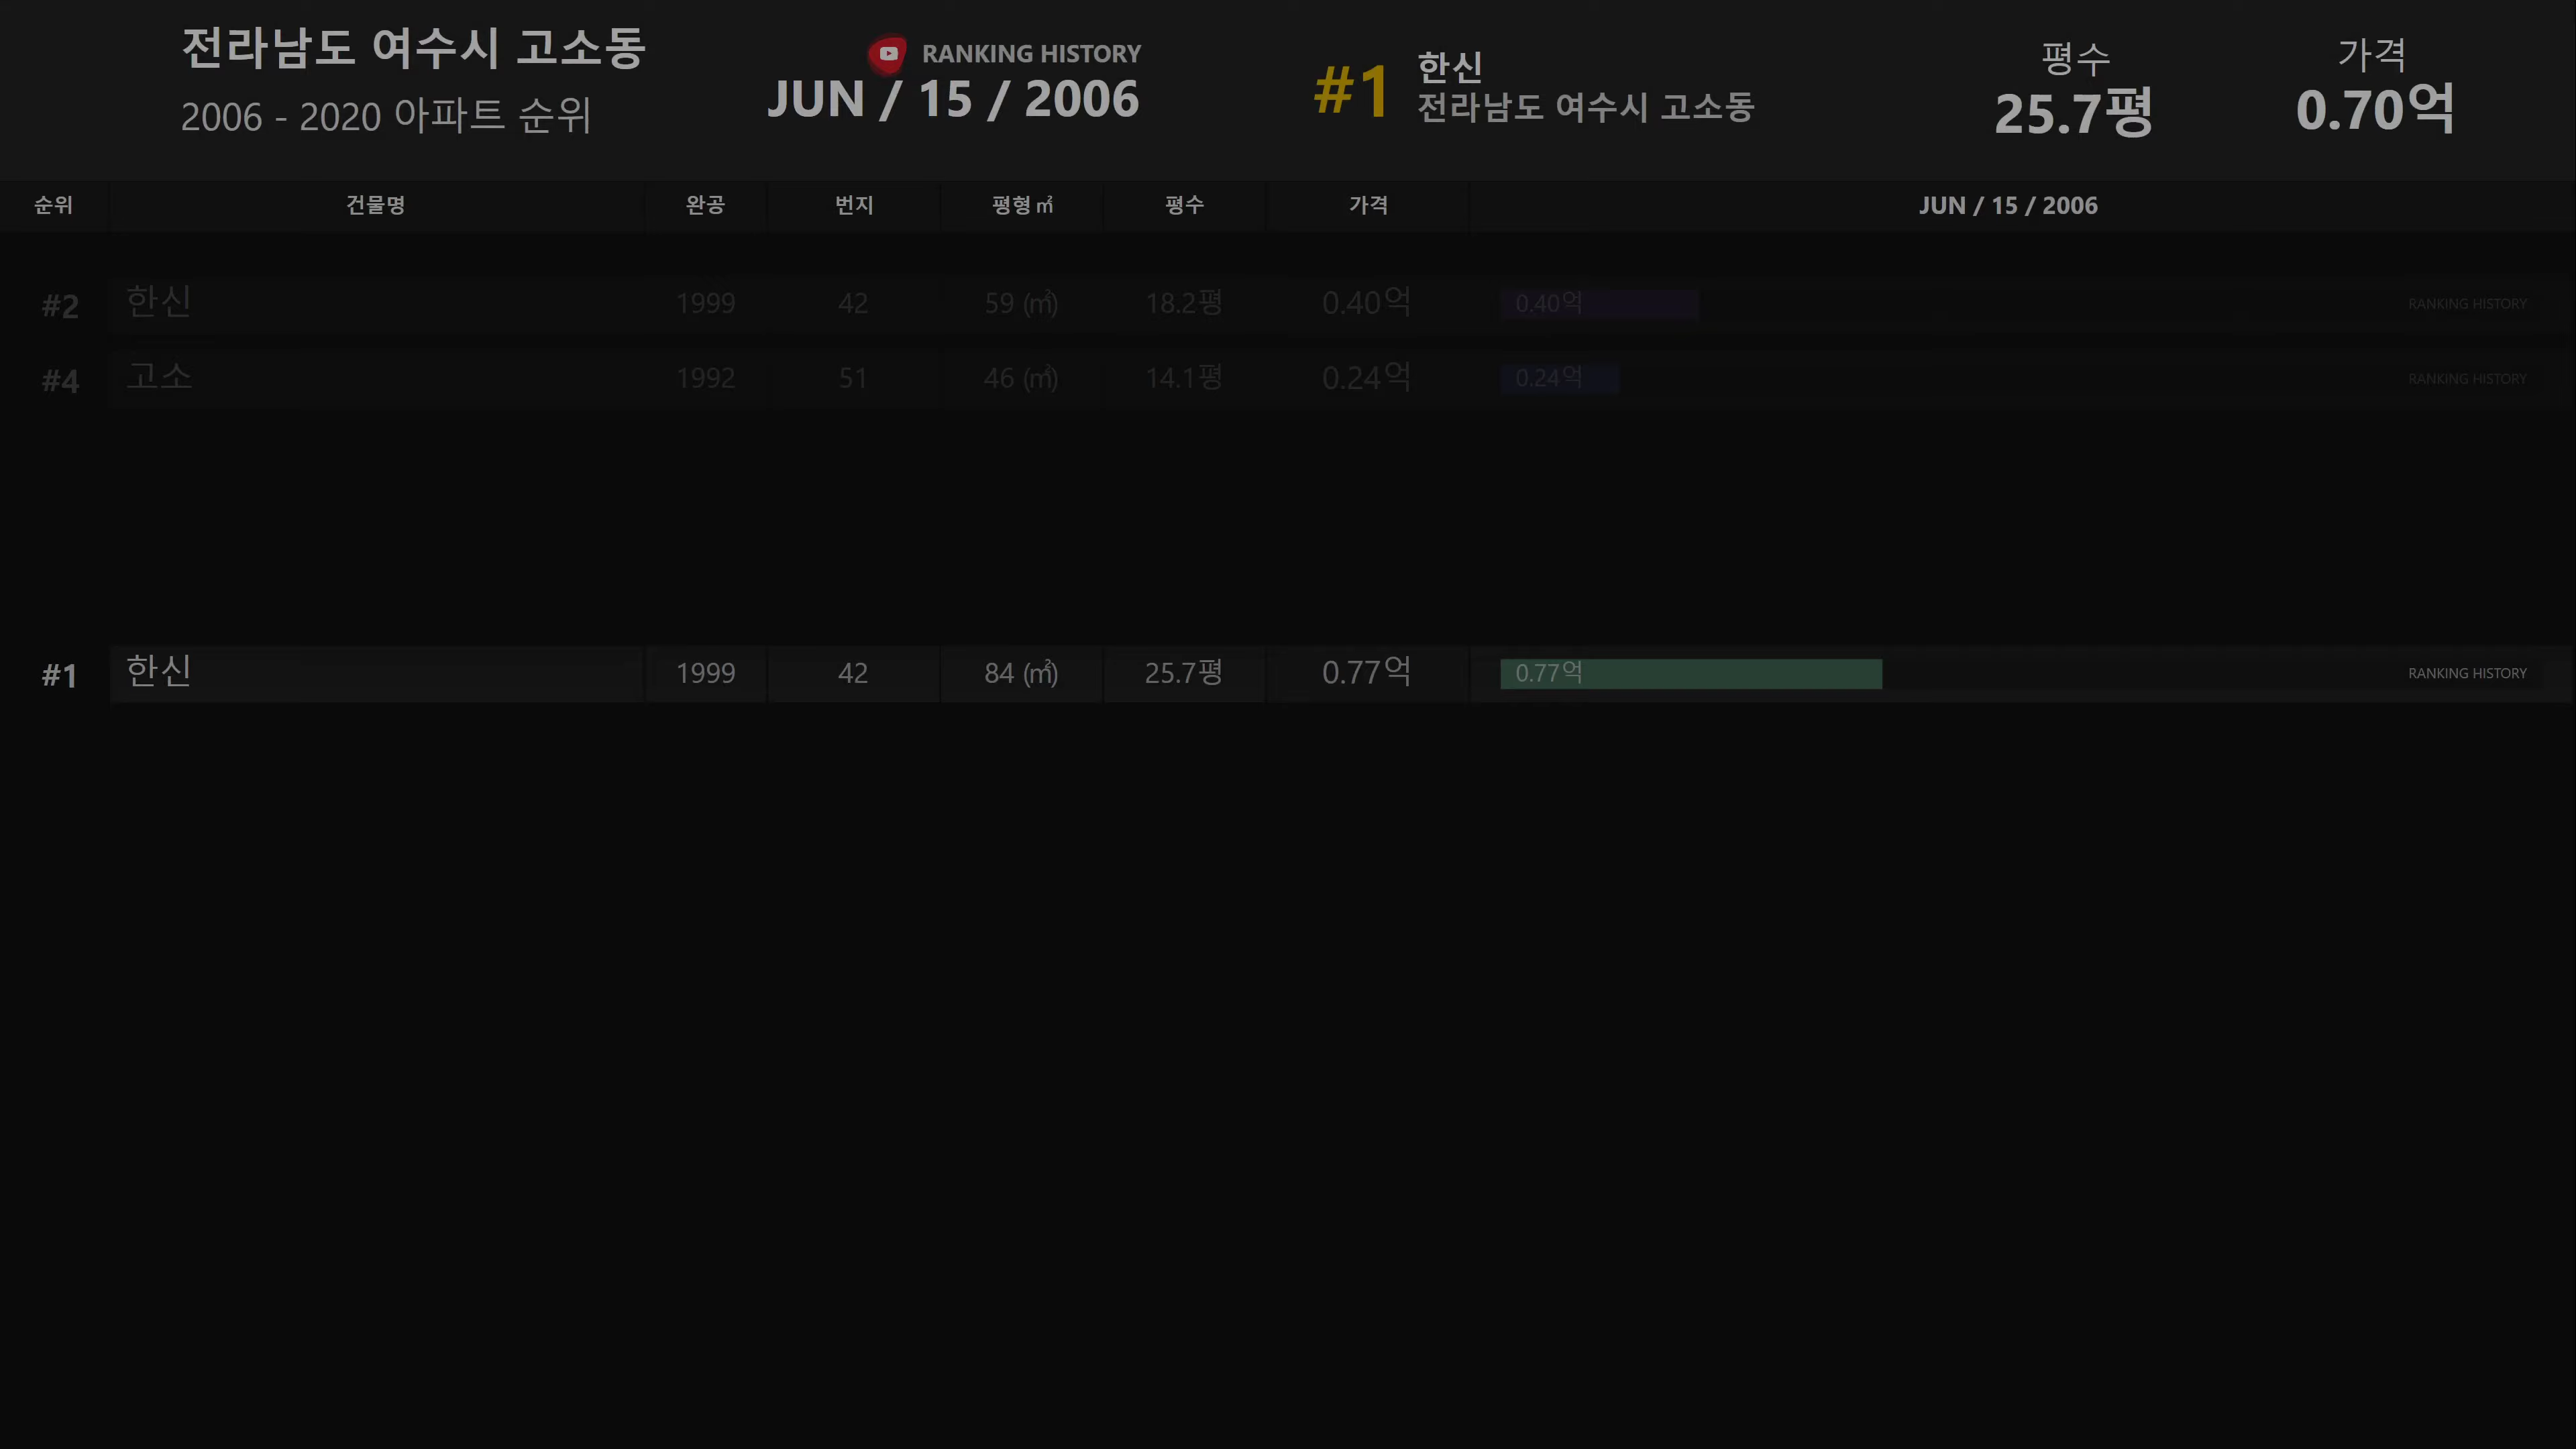 전라남도 여수시 고소동
2006 - 2020 아파트 순위
RANKING HISTORY
JUN / 15 / 2006
#1
한신
전라남도 여수시 고소동
평수
25.7평
가격
0.70억
순위 건물명 완공 번지 평형㎡ 평수 가격 JUN / 15 / 2006
#2 한신 1999 42 59 (㎡) 18.2평 0.40억 0.40억 RANKING HISTORY
#4 고소 1992 51 46 (㎡) 14.1평 0.24억 0.24억 RANKING HISTORY
#1 한신 1999 42 84 (㎡) 25.7평 0.77억 0.77억 RANKING HISTORY